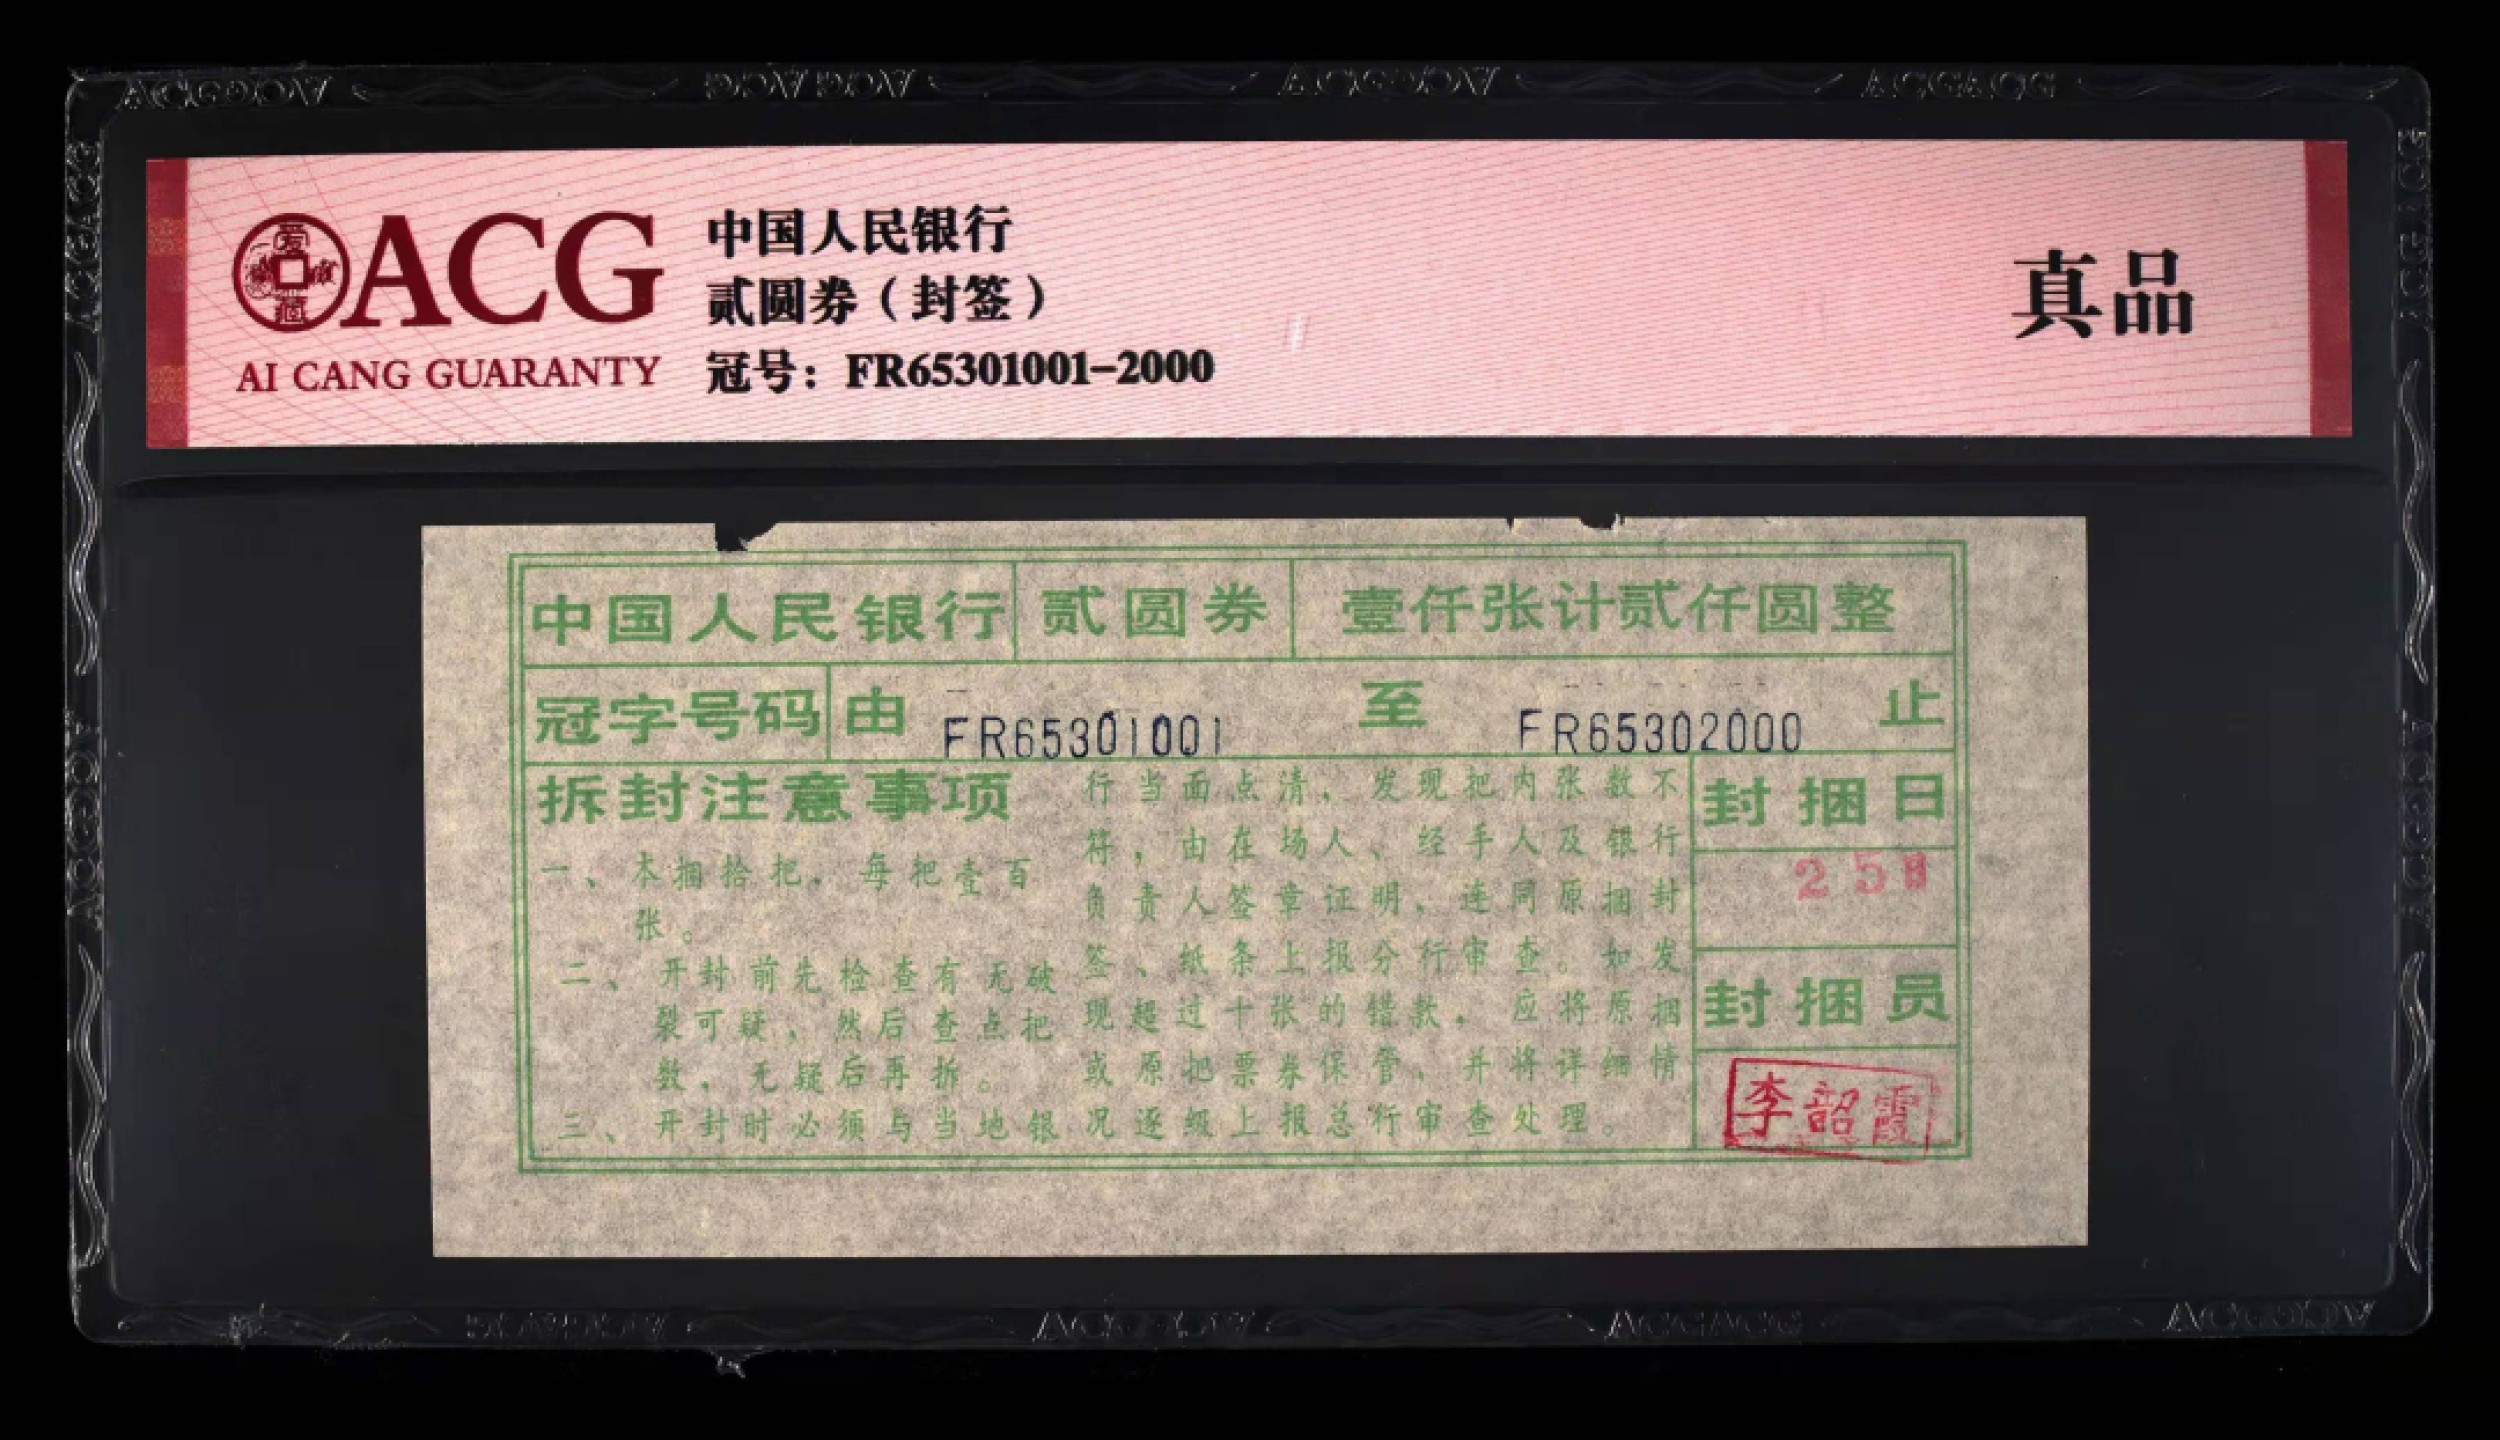 ACG
AI CANG GUARANTY
中国人民银行
贰圆券（封签）
冠号：FR65301001-2000
真品
中国人民银行 贰圆券 壹仟张计贰仟圆整
冠字号码 由 FR65301001 至 FR65302000 止
拆封注意事项
一、本捆拾把，每把壹百
张。
二、开封前先检查有无破
裂可疑，然后查点把
数，无疑后再拆。
三、开封时必须与当地银
行当面点清，发现把内张数不
符，由在场人、经手人及银行
负责人签章证明，连同原捆封
签、纸条上报分行审查。如发
现超过十张的错款，应将原捆
或原把票券保管，并将详细情
况逐级上报总行审查处理。
封捆日
25日
封捆员
李韶霞